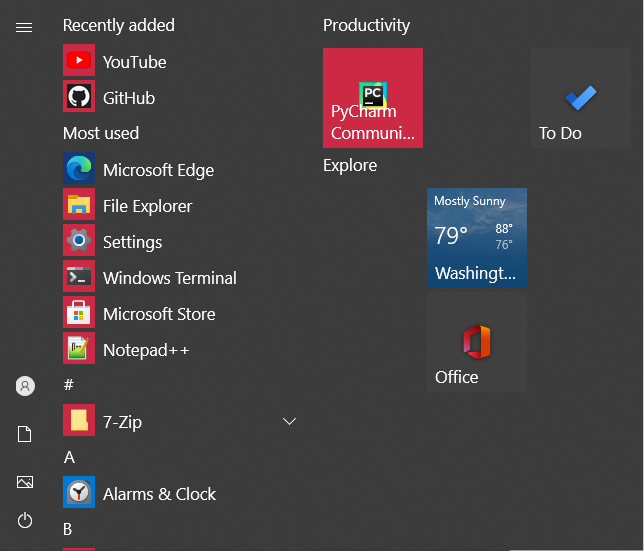 Recently added
YouTube
GitHub
Most used
Microsoft Edge
File Explorer
Settings
Windows Terminal
Microsoft Store
Notepad++
#
7-Zip
A
Alarms & Clock
B
Productivity
PC
PyCharm
Communi...
To Do
Explore
Mostly Sunny
79°
88°
76°
Washingt...
Office